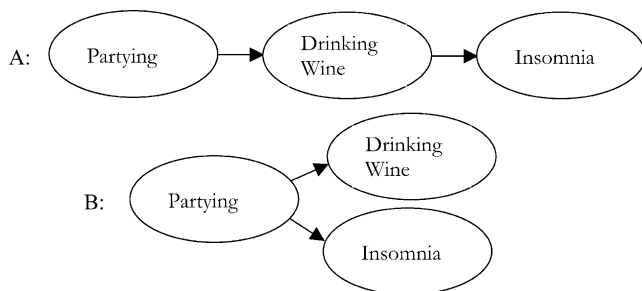 A:
Partying
Drinking
Wine
Insomnia
B:
Partying
Drinking
Wine
Insomnia